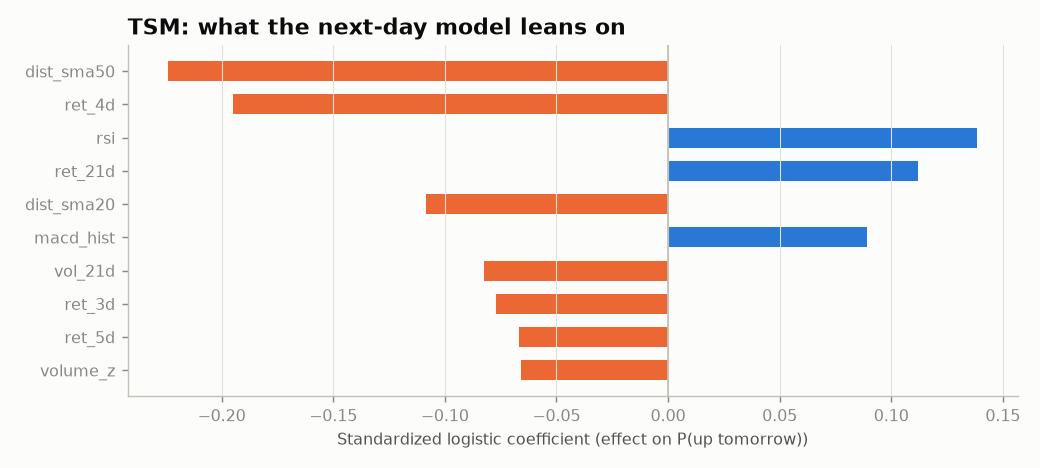 TSM: what the next-day model leans on
dist_sma50
ret_4d
rsi
ret_21d
dist_sma20
macd_hist
vol_21d
ret_3d
ret_5d
volume_z
−0.20 −0.15 −0.10 −0.05 0.00 0.05 0.10 0.15
Standardized logistic coefficient (effect on P(up tomorrow))